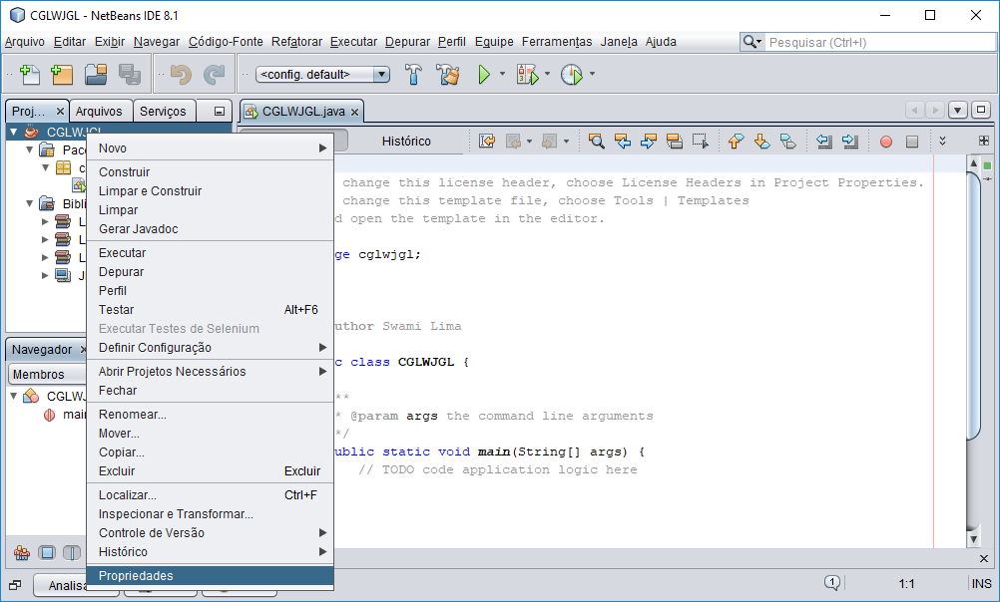 CGLWJGL - NetBeans IDE 8.1
Arquivo Editar Exibir Navegar Código-Fonte Refatorar Executar Depurar Perfil Equipe Ferramentas Janela Ajuda
Pesquisar (Ctrl+I)
<config. default>
Proj... Arquivos Serviços
CGLWJGL.java
CGLWJGL
Histórico
Pac
c
Bibli
L
L
L
J
Novo
Construir
Limpar e Construir
Limpar
Gerar Javadoc
Executar
Depurar
Perfil
Testar Alt+F6
Executar Testes de Selenium
Definir Configuração
Abrir Projetos Necessários
Fechar
Renomear...
Mover...
Copiar...
Excluir Excluir
Localizar... Ctrl+F
Inspecionar e Transformar...
Controle de Versão
Histórico
Propriedades
change this license header, choose License Headers in Project Properties.
change this template file, choose Tools | Templates
d open the template in the editor.
ge cglwjgl;
uthor Swami Lima
c class CGLWJGL {
**
* @param args the command line arguments
*/
ublic static void main(String[] args) {
// TODO code application logic here
Navegador
Membros
CGLWJ
main
Analisa
1
1:1
INS